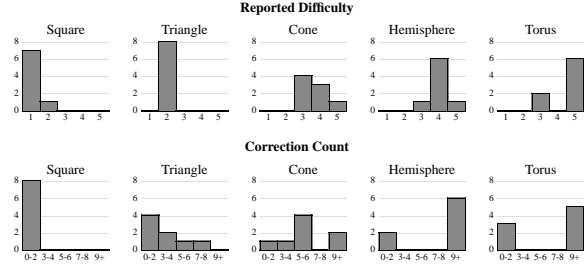 Reported Difficulty
Square Triangle Cone Hemisphere Torus
8 8 8 8 8
6 6 6 6 6
4 4 4 4 4
2 2 2 2 2
0 0 0 0 0
1 2 3 4 5 1 2 3 4 5 1 2 3 4 5 1 2 3 4 5 1 2 3 4 5
Correction Count
Square Triangle Cone Hemisphere Torus
8 8 8 8 8
6 6 6 6 6
4 4 4 4 4
2 2 2 2 2
0 0 0 0 0
0-2 3-4 5-6 7-8 9+ 0-2 3-4 5-6 7-8 9+ 0-2 3-4 5-6 7-8 9+ 0-2 3-4 5-6 7-8 9+ 0-2 3-4 5-6 7-8 9+